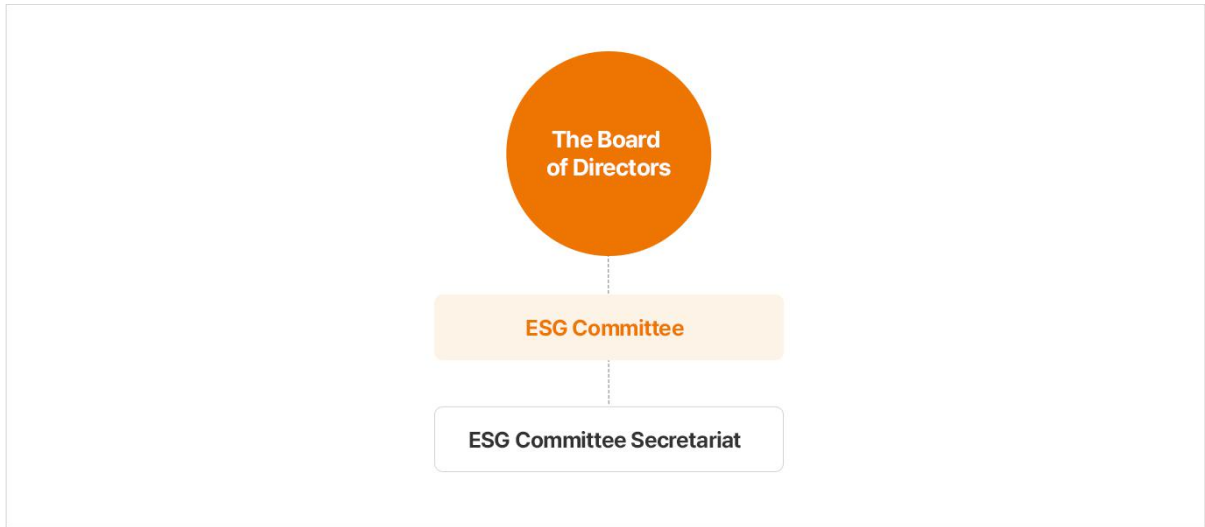 The Board
of Directors
ESG Committee
ESG Committee Secretariat